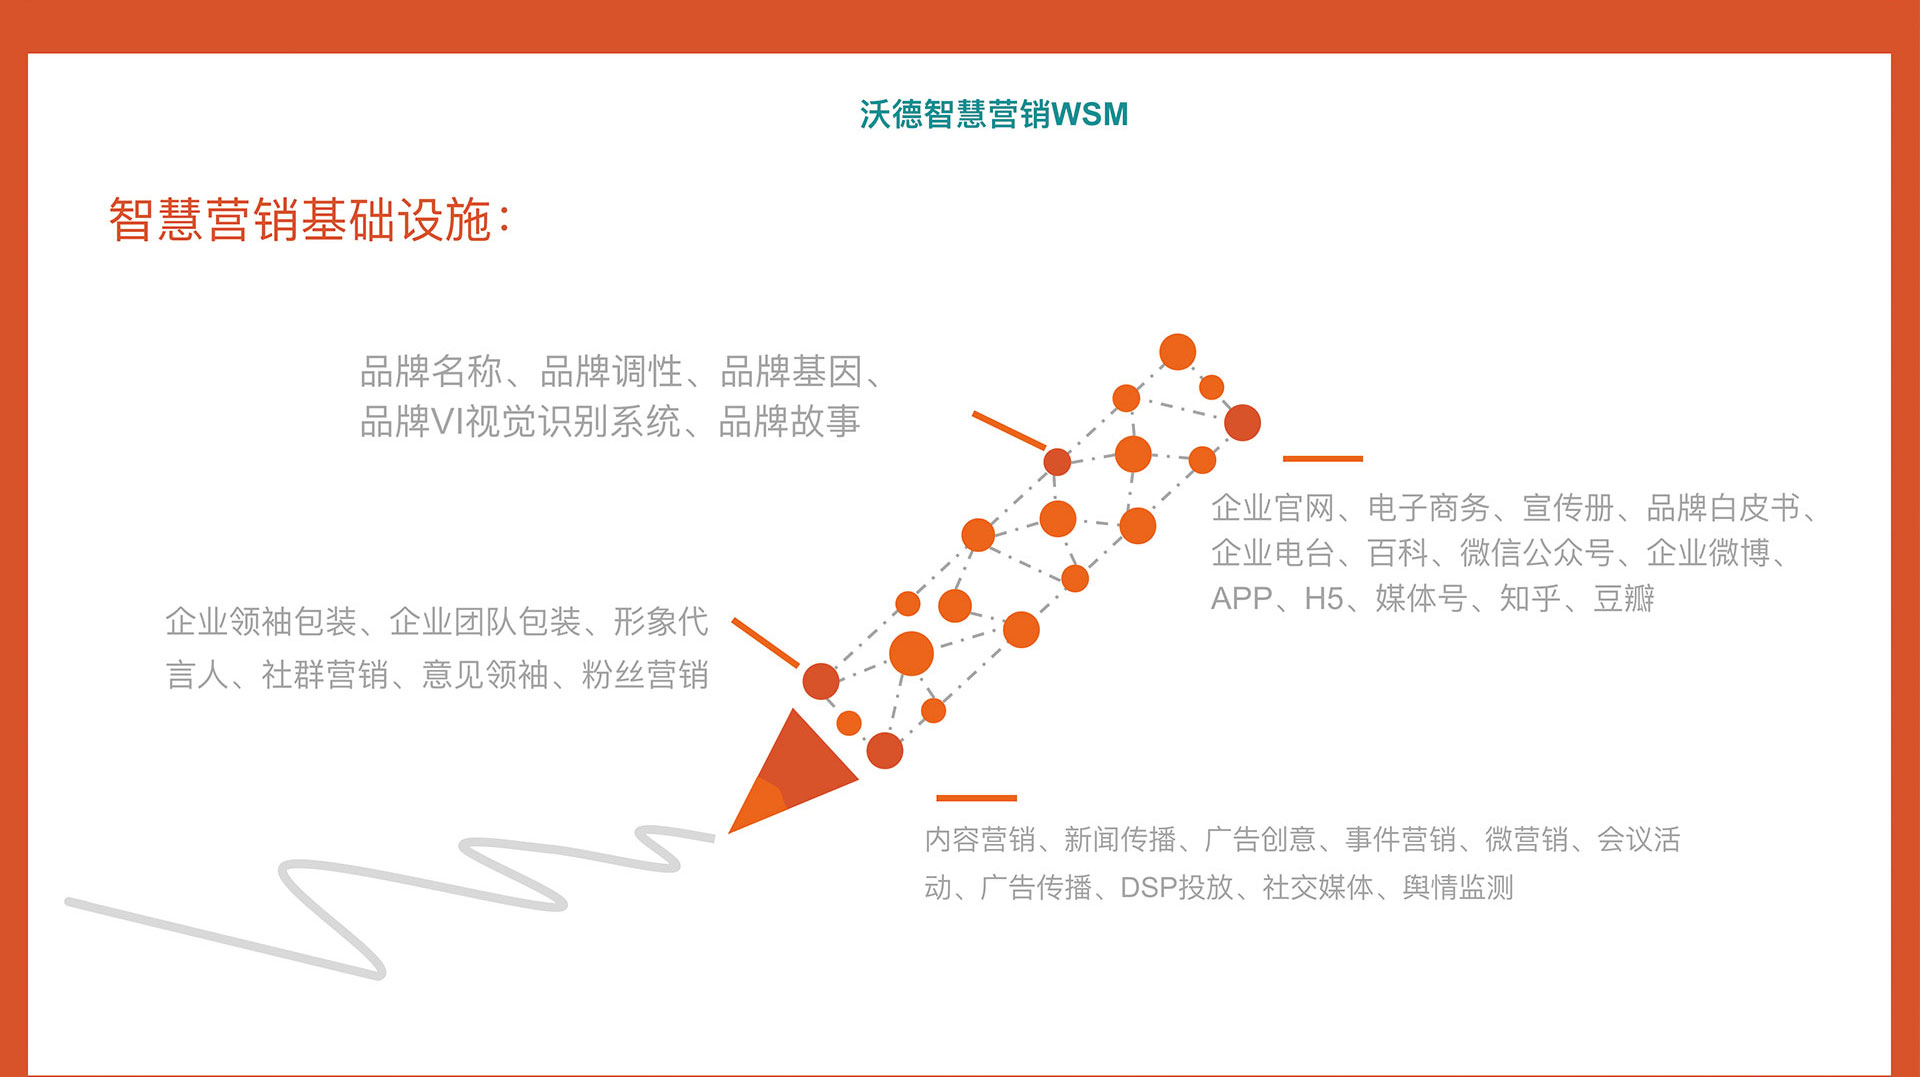 沃德智慧营销WSM
智慧营销基础设施：
品牌名称、品牌调性、品牌基因、
品牌VI视觉识别系统、品牌故事
企业官网、电子商务、宣传册、品牌白皮书、
企业电台、百科、微信公众号、企业微博、
APP、H5、媒体号、知乎、豆瓣
企业领袖包装、企业团队包装、形象代
言人、社群营销、意见领袖、粉丝营销
内容营销、新闻传播、广告创意、事件营销、微营销、会议活
动、广告传播、DSP投放、社交媒体、舆情监测